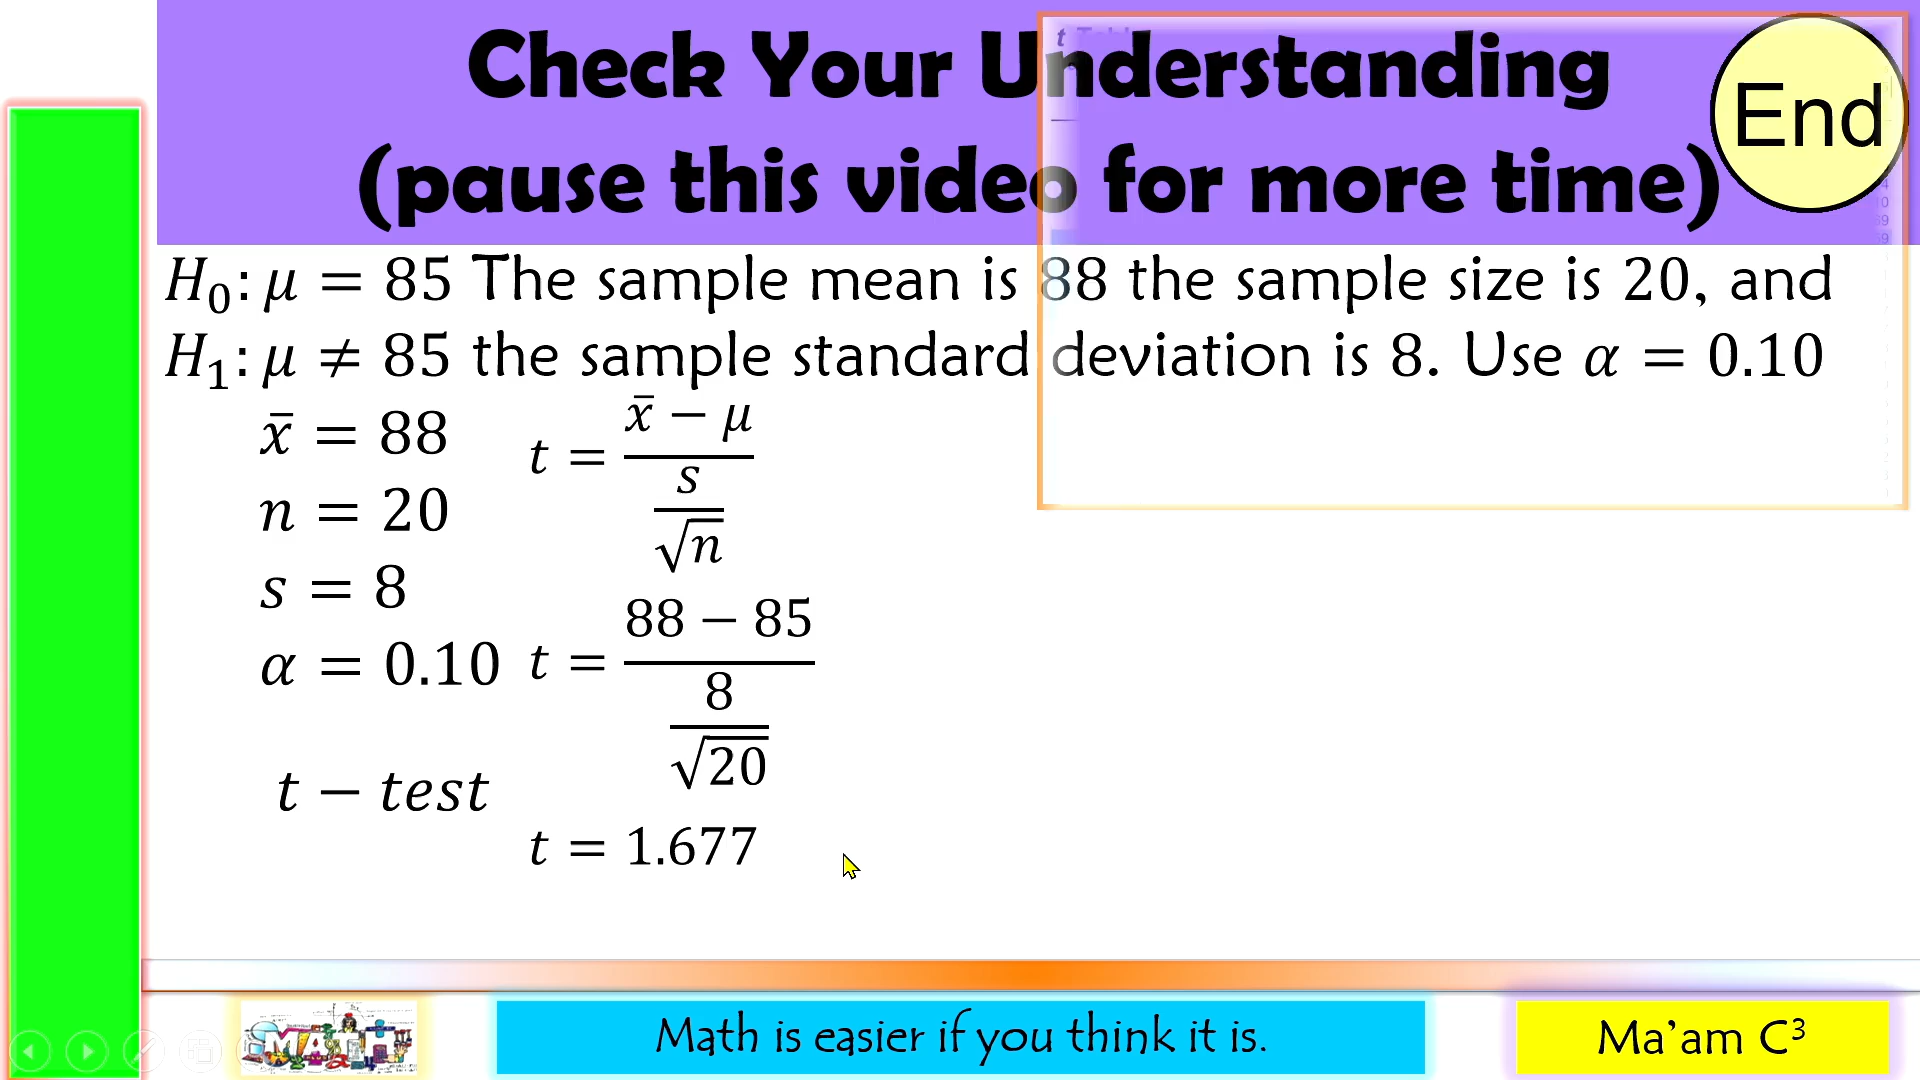 Check Your Understanding
(pause this video for more time)
End
H₀: μ = 85 The sample mean is 88 the sample size is 20, and
H₁: μ ≠ 85 the sample standard deviation is 8. Use α = 0.10
x̄ = 88
n = 20
s = 8
α = 0.10
t − test
t = (x̄ − μ) / (s / √n)
t = (88 − 85) / (8 / √20)
t = 1.677
MATH
Math is easier if you think it is.
Ma’am C³